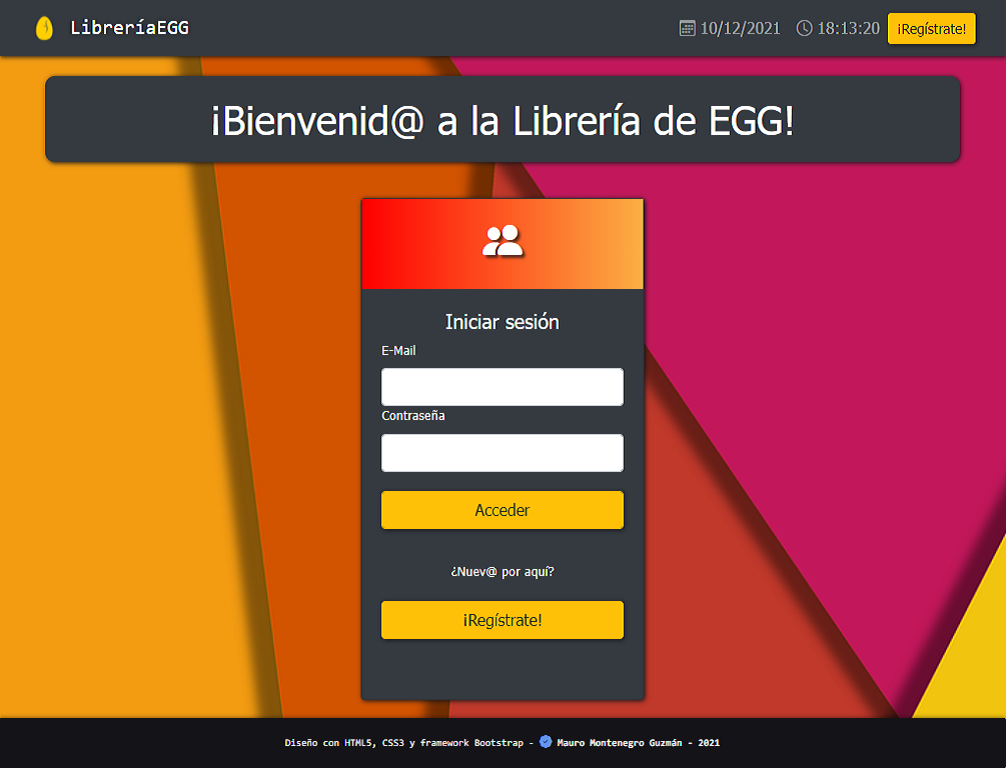 LibreríaEGG 10/12/2021 18:13:20 ¡Regístrate!
¡Bienvenid@ a la Librería de EGG!
Iniciar sesión
E-Mail
Contraseña
Acceder
¿Nuev@ por aquí?
¡Regístrate!
Diseño con HTML5, CSS3 y framework Bootstrap - Mauro Montenegro Guzmán - 2021